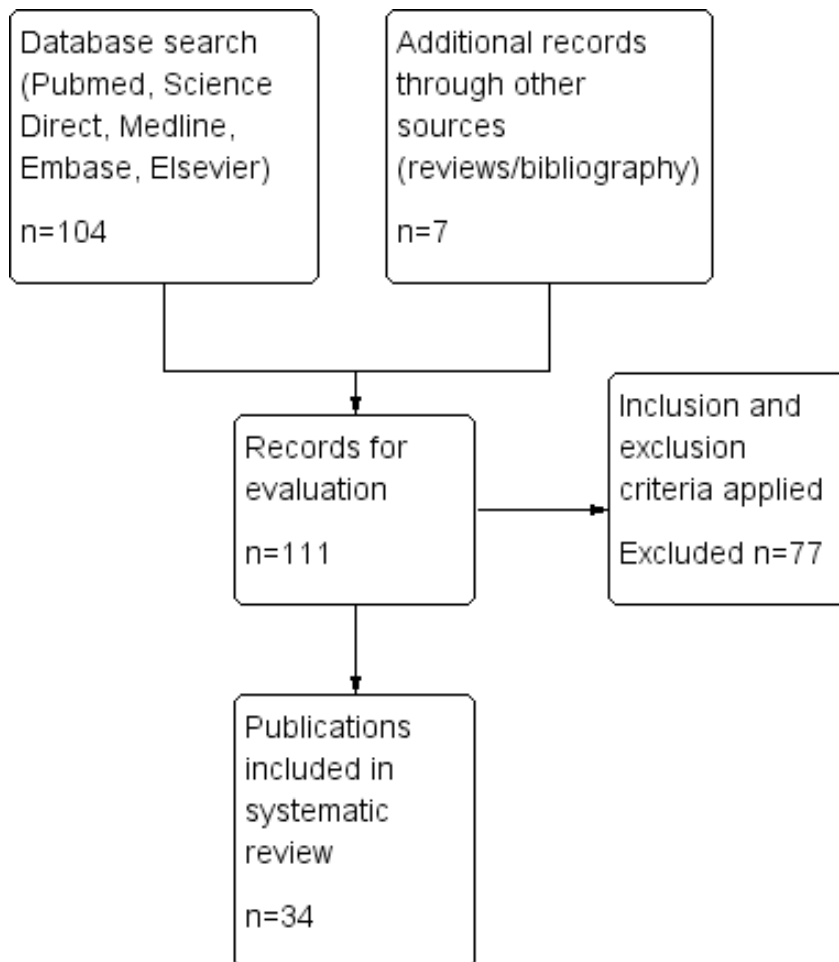 Database search
(Pubmed, Science
Direct, Medline,
Embase, Elsevier)
n=104
Additional records
through other
sources
(reviews/bibliography)
n=7
Records for
evaluation
n=111
Inclusion and
exclusion
criteria applied
Excluded n=77
Publications
included in
systematic
review
n=34